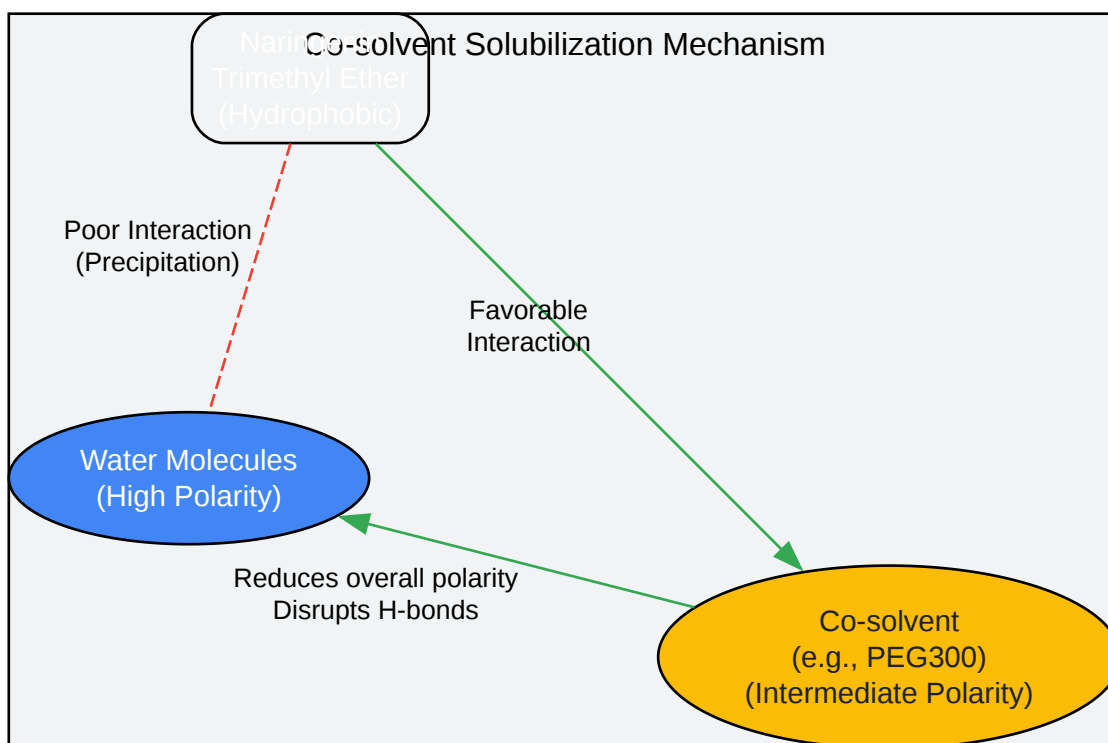 Co-solvent Solubilization Mechanism
Naringenin
Trimethyl Ether
(Hydrophobic)
Poor Interaction
(Precipitation)
Favorable
Interaction
Water Molecules
(High Polarity)
Reduces overall polarity
Disrupts H-bonds
Co-solvent
(e.g., PEG300)
(Intermediate Polarity)